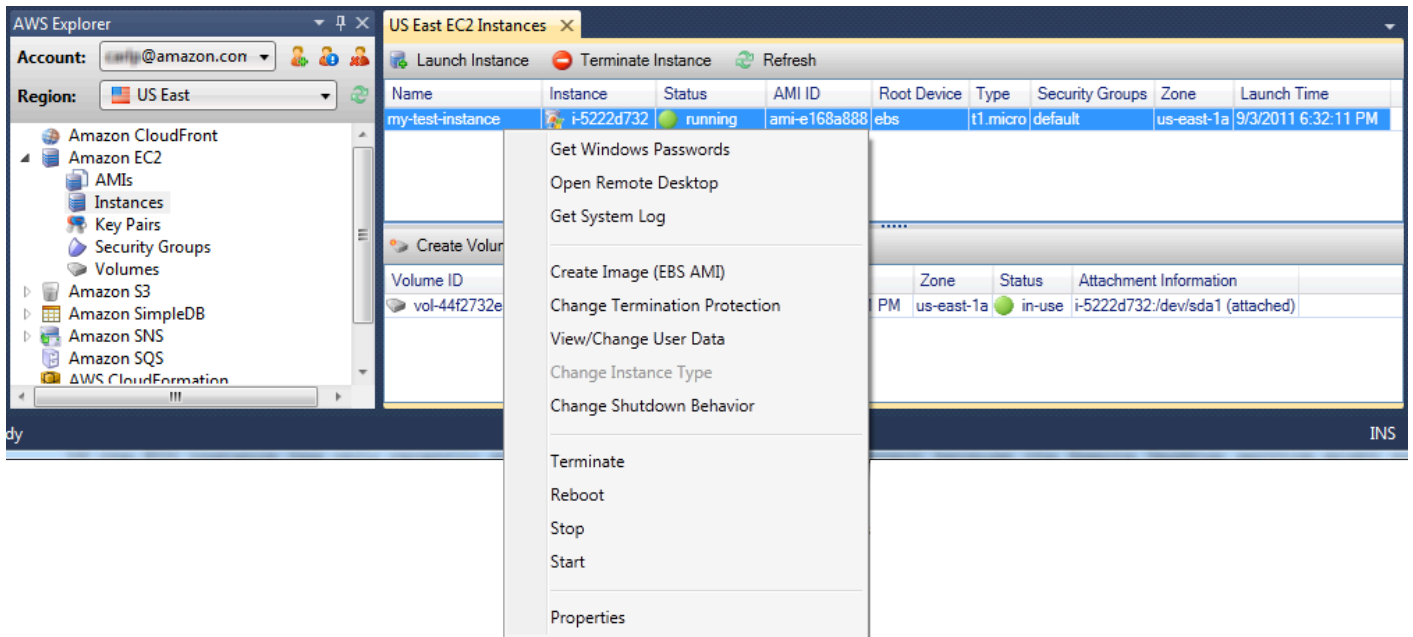 AWS Explorer
Account: @amazon.con
Region: US East
Amazon CloudFront
Amazon EC2
AMIs
Instances
Key Pairs
Security Groups
Volumes
Amazon S3
Amazon SimpleDB
Amazon SNS
Amazon SQS
AWS CloudFormation
US East EC2 Instances
Launch Instance Terminate Instance Refresh
Name Instance Status AMI ID Root Device Type Security Groups Zone Launch Time
my-test-instance i-5222d732 running ami-e168a888 ebs t1.micro default us-east-1a 9/3/2011 6:32:11 PM
Get Windows Passwords
Open Remote Desktop
Get System Log
Create Image (EBS AMI)
Change Termination Protection
View/Change User Data
Change Instance Type
Change Shutdown Behavior
Terminate
Reboot
Stop
Start
Properties
Create Volur
Volume ID Zone Status Attachment Information
vol-44f2732e PM us-east-1a in-use i-5222d732:/dev/sda1 (attached)
dy INS